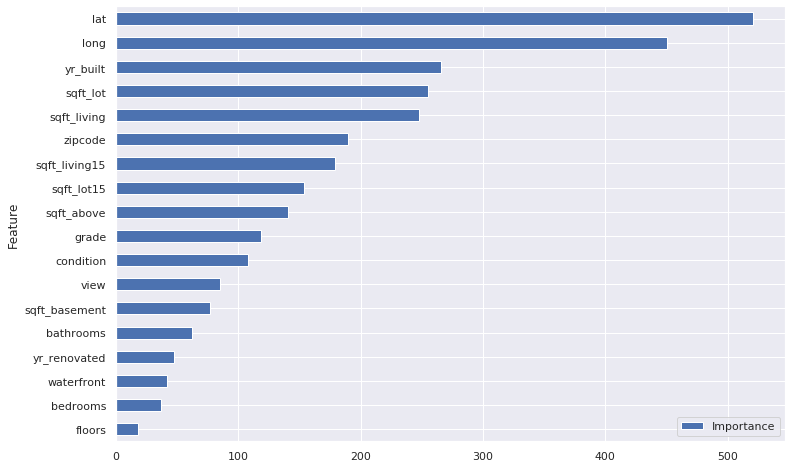 lat
long
yr_built
sqft_lot
sqft_living
zipcode
sqft_living15
sqft_lot15
sqft_above
grade
condition
view
sqft_basement
bathrooms
yr_renovated
waterfront
bedrooms
floors
Feature
0 100 200 300 400 500
Importance